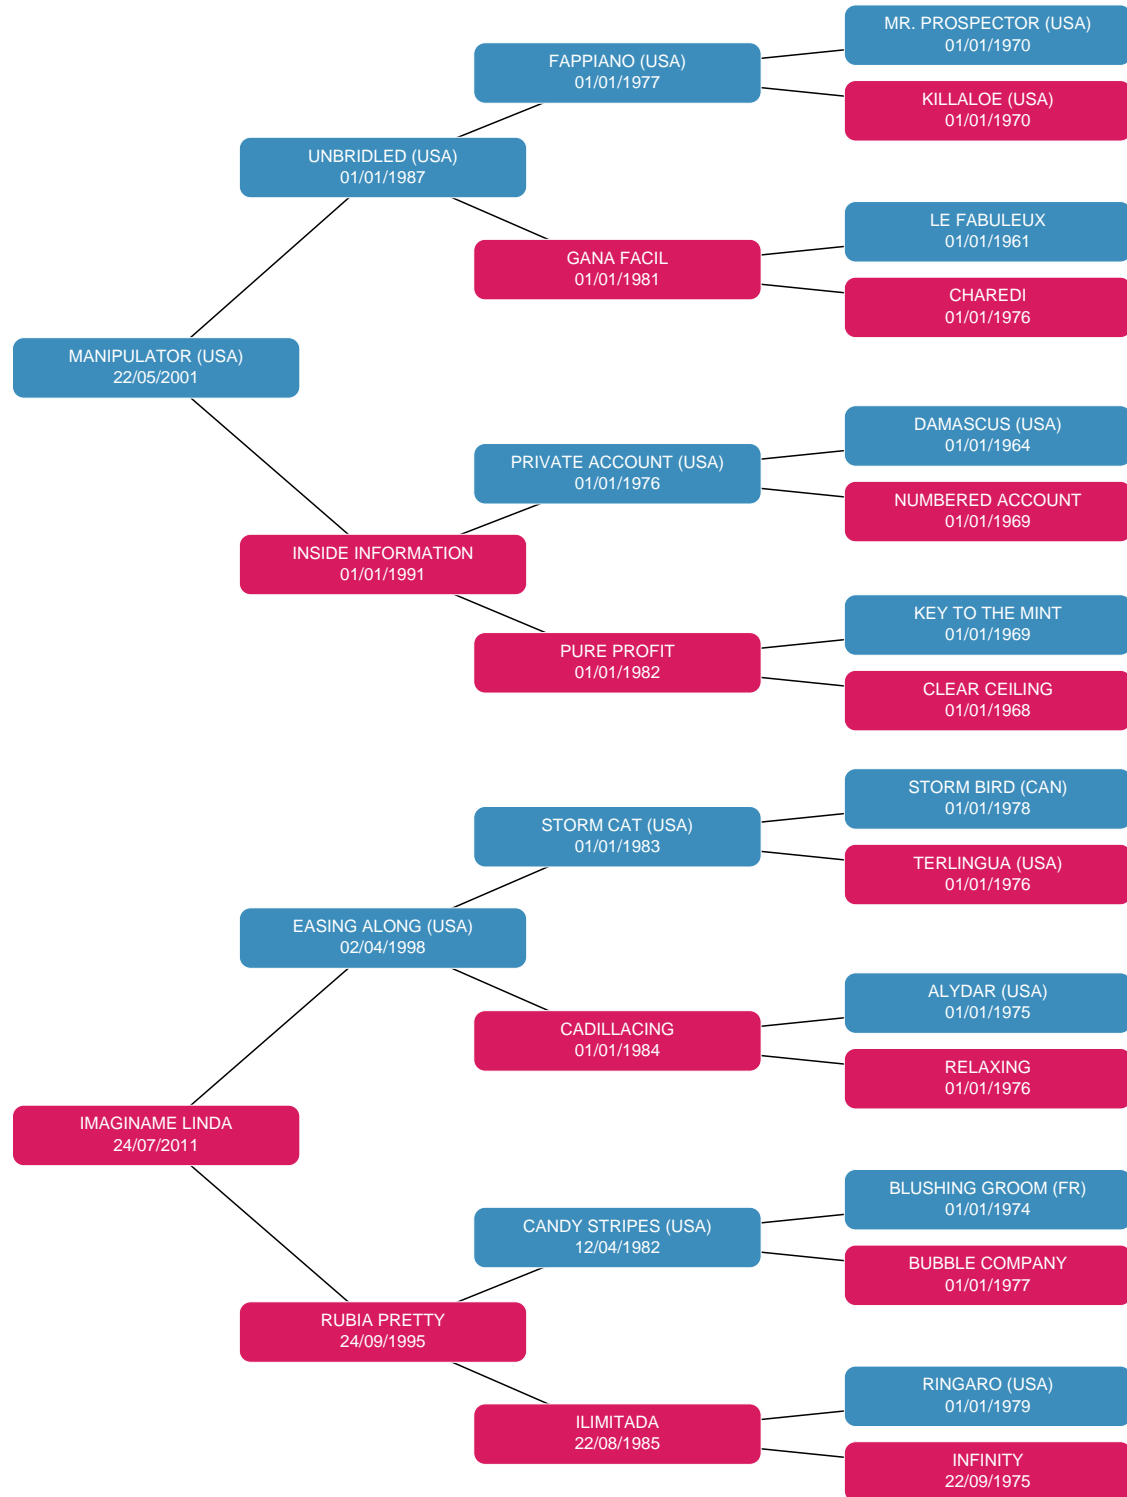 MR. PROSPECTOR (USA)
01/01/1970
FAPPIANO (USA)
01/01/1977
KILLALOE (USA)
01/01/1970
UNBRIDLED (USA)
01/01/1987
LE FABULEUX
01/01/1961
GANA FACIL
01/01/1981
CHAREDI
01/01/1976
MANIPULATOR (USA)
22/05/2001
DAMASCUS (USA)
01/01/1964
PRIVATE ACCOUNT (USA)
01/01/1976
NUMBERED ACCOUNT
01/01/1969
INSIDE INFORMATION
01/01/1991
KEY TO THE MINT
01/01/1969
PURE PROFIT
01/01/1982
CLEAR CEILING
01/01/1968
STORM BIRD (CAN)
01/01/1978
STORM CAT (USA)
01/01/1983
TERLINGUA (USA)
01/01/1976
EASING ALONG (USA)
02/04/1998
ALYDAR (USA)
01/01/1975
CADILLACING
01/01/1984
RELAXING
01/01/1976
IMAGINAME LINDA
24/07/2011
BLUSHING GROOM (FR)
01/01/1974
CANDY STRIPES (USA)
12/04/1982
BUBBLE COMPANY
01/01/1977
RUBIA PRETTY
24/09/1995
RINGARO (USA)
01/01/1979
ILIMITADA
22/08/1985
INFINITY
22/09/1975